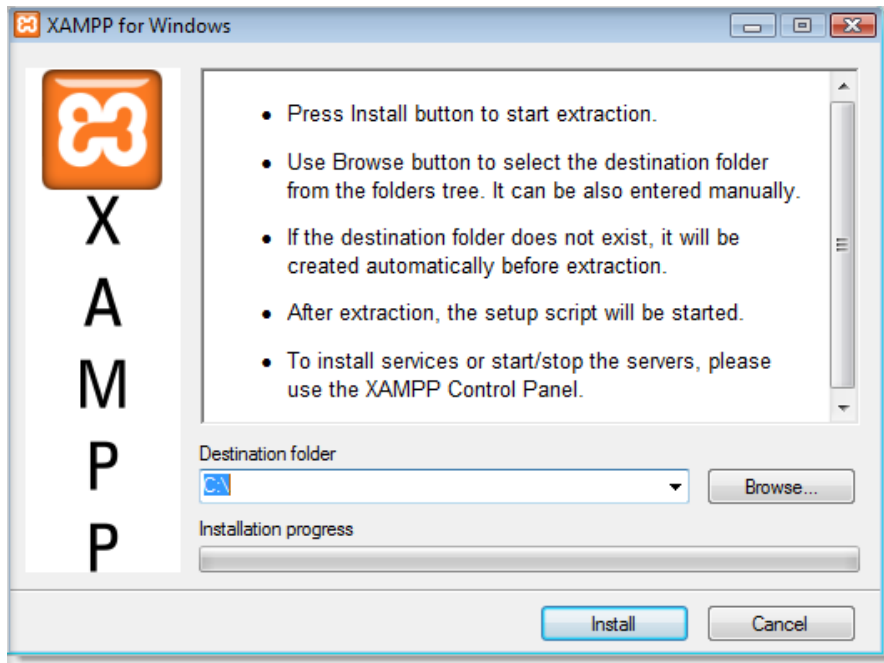 XAMPP for Windows
X
A
M
P
P
• Press Install button to start extraction.
• Use Browse button to select the destination folder
from the folders tree. It can be also entered manually.
• If the destination folder does not exist, it will be
created automatically before extraction.
• After extraction, the setup script will be started.
• To install services or start/stop the servers, please
use the XAMPP Control Panel.
Destination folder
C:\
Browse...
Installation progress
Install
Cancel